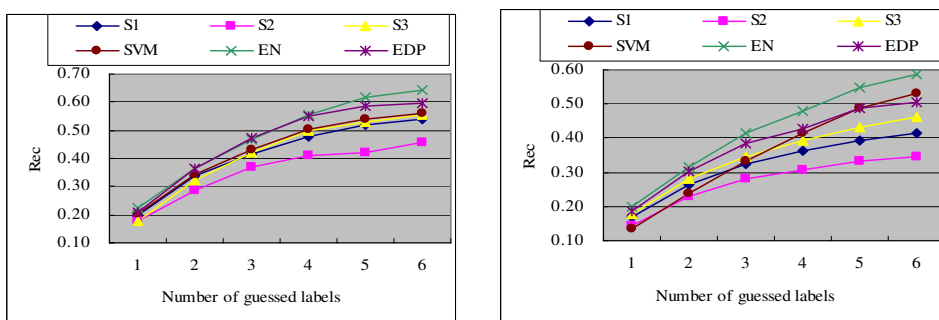 S1 S2 S3
SVM EN EDP
0.70
0.60
0.50
0.40
0.30
0.20
0.10
Rec
1 2 3 4 5 6
Number of guessed labels
S1 S2 S3
SVM EN EDP
0.60
0.50
0.40
0.30
0.20
0.10
Rec
1 2 3 4 5 6
Number of guessed labels